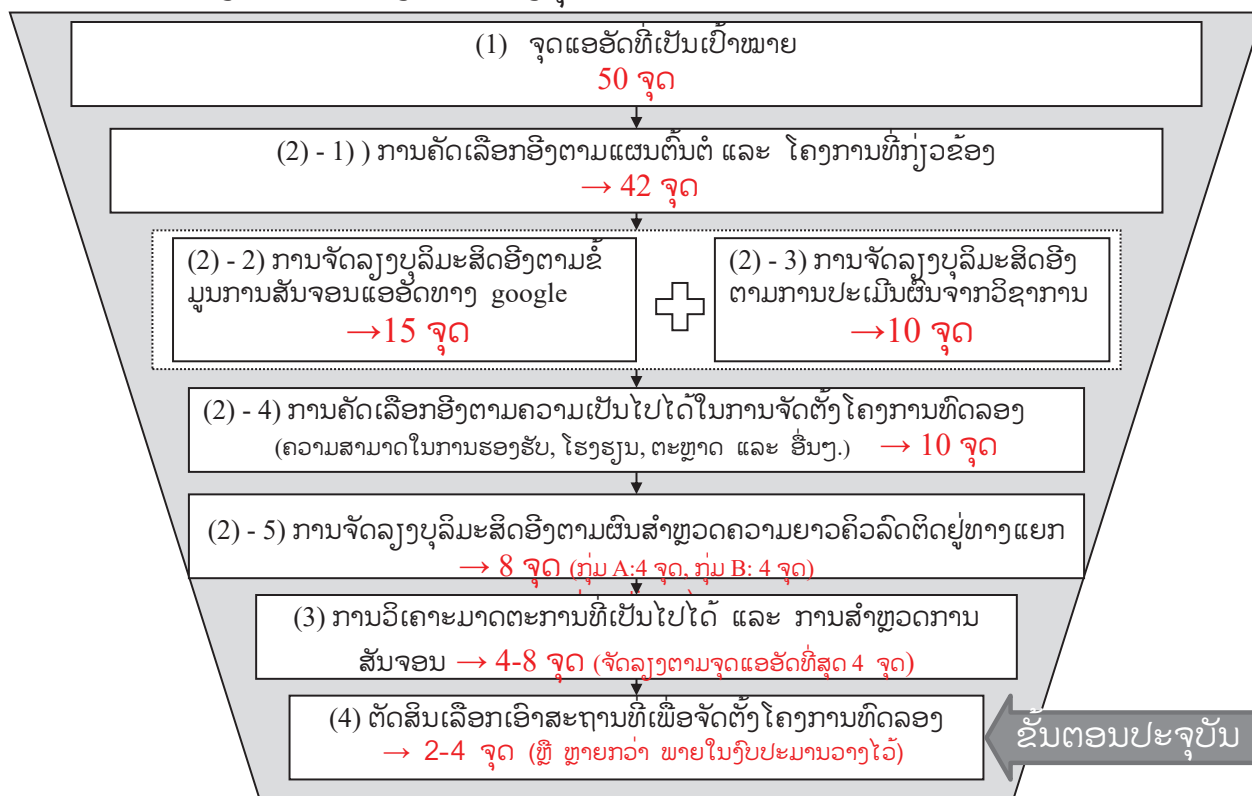 (1) ຈຸດແອອັດທີ່ເປັນເປົ້າໝາຍ
50 ຈຸດ
(2) - 1) ) ການຄັດເລືອກອີງຕາມແຜນຕົ້ນຕໍ ແລະ ໂຄງການທີ່ກ່ຽວຂ້ອງ
→ 42 ຈຸດ
(2) - 2) ການຈັດລຽງບຸລິມະສິດອີງຕາມຂໍ້
ມູນການສັນຈອນແອອັດທາງ google
→15 ຈຸດ
(2) - 3) ການຈັດລຽງບຸລິມະສິດອີງ
ຕາມການປະເມີນຜົນຈາກວິຊາການ
→10 ຈຸດ
(2) - 4) ການຄັດເລືອກອີງຕາມຄວາມເປັນໄປໄດ້ໃນການຈັດຕັ້ງໂຄງການທົດລອງ
(ຄວາມສາມາດໃນການຮອງຮັບ, ໂຮງຮຽນ, ຕະຫຼາດ ແລະ ອື່ນໆ.) → 10 ຈຸດ
(2) - 5) ການຈັດລຽງບຸລິມະສິດອີງຕາມຜົນສຳຫຼວດຄວາມຍາວຄິວລົດຕິດຢູ່ທາງແຍກ
→ 8 ຈຸດ (ກຸ່ມ A:4 ຈຸດ, ກຸ່ມ B: 4 ຈຸດ)
(3) ການວິເຄາະມາດຕະການທີ່ເປັນໄປໄດ້ ແລະ ການສຳຫຼວດການ
ສັນຈອນ → 4-8 ຈຸດ (ຈັດລຽງຕາມຈຸດແອອັດທີ່ສຸດ 4 ຈຸດ)
(4) ຕັດສິນເລືອກເອົາສະຖານທີ່ເພື່ອຈັດຕັ້ງໂຄງການທົດລອງ
→ 2-4 ຈຸດ (ຫຼື ຫຼາຍກວ່າ ພາຍໃນງົບປະມານວາງໄວ້)
ຂັ້ນຕອນປະຈຸບັນ